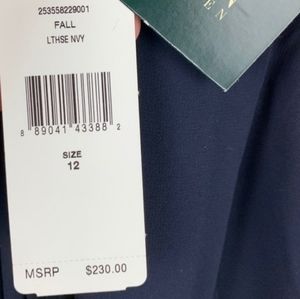 253558229001
FALL
LTHSE NVY
8 89041 43388 2
SIZE
12
MSRP $230.00